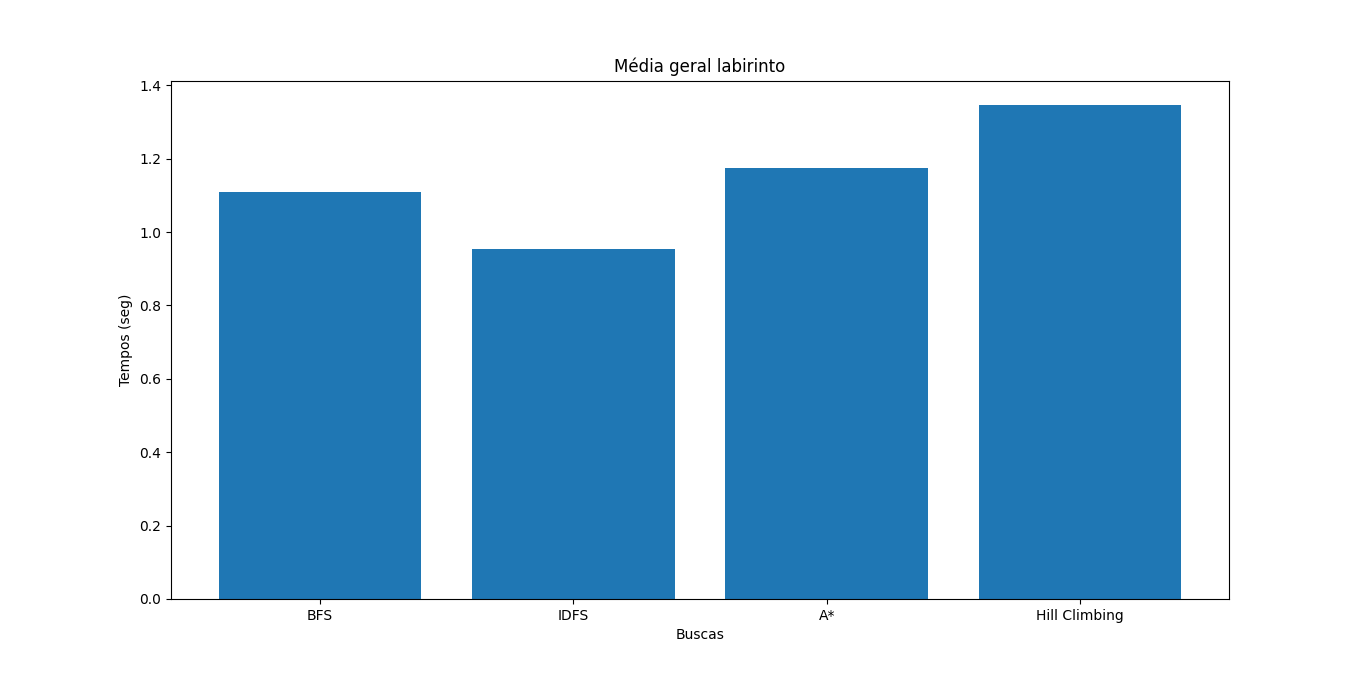 Média geral labirinto
1.4
1.2
1.0
0.8
0.6
0.4
0.2
0.0
Tempos (seg)
BFS IDFS A* Hill Climbing
Buscas